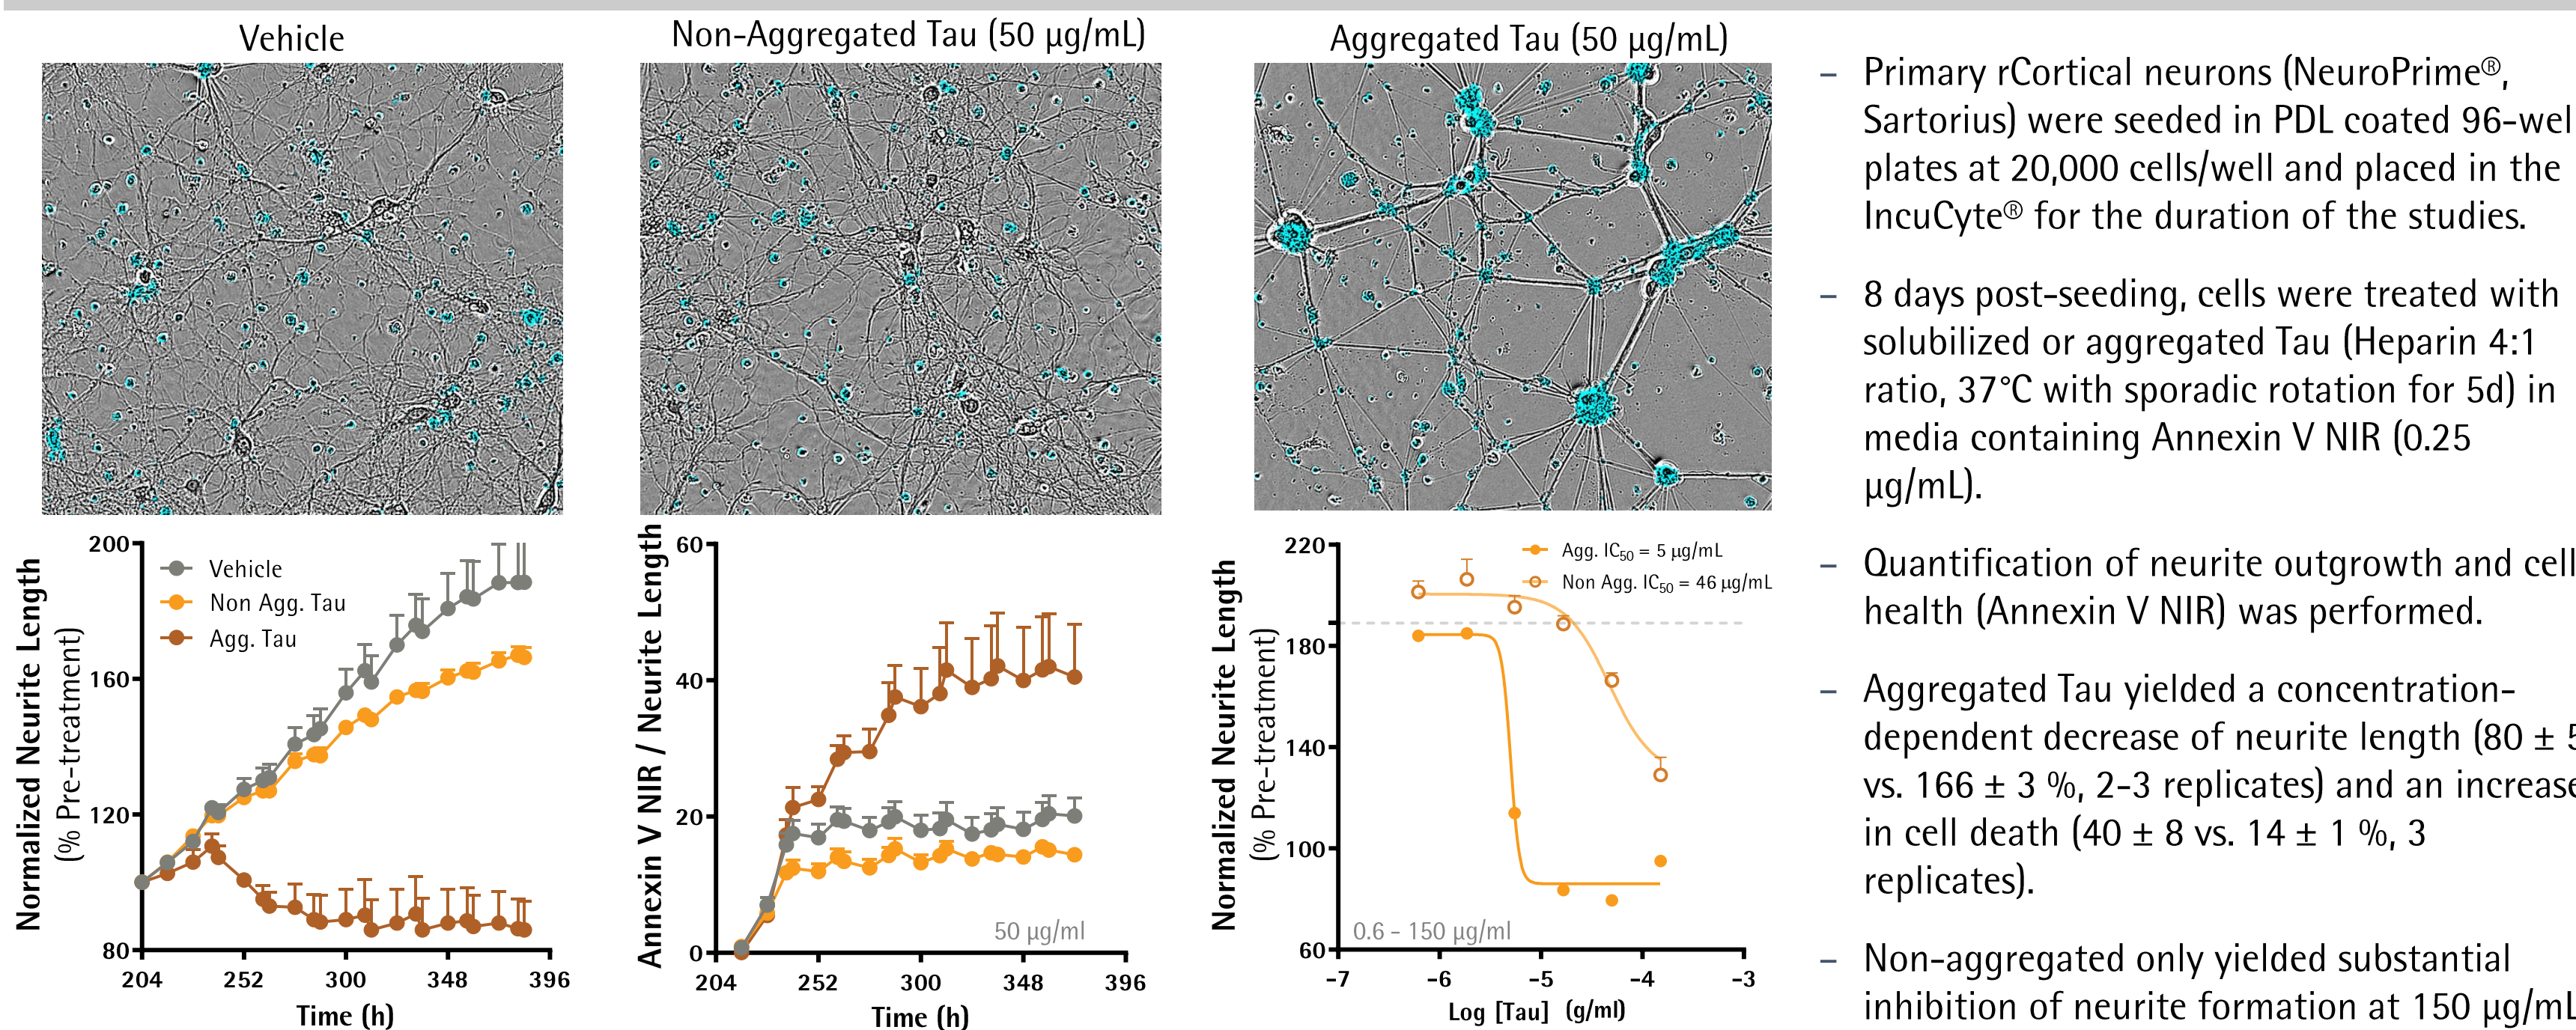 Vehicle
Non-Aggregated Tau (50 µg/mL)
Aggregated Tau (50 µg/mL)
200
160
120
80
Normalized Neurite Length
(% Pre-treatment)
Vehicle
Non Agg. Tau
Agg. Tau
204 252 300 348 396
Time (h)
60
40
20
0
Annexin V NIR / Neurite Length
50 µg/ml
204 252 300 348 396
Time (h)
220
180
140
100
60
Normalized Neurite Length
(% Pre-treatment)
Agg. IC50 = 5 µg/mL
Non Agg. IC50 = 46 µg/mL
0.6 - 150 µg/ml
-7 -6 -5 -4 -3
Log [Tau] (g/ml)
– Primary rCortical neurons (NeuroPrime®,
Sartorius) were seeded in PDL coated 96-wel
plates at 20,000 cells/well and placed in the
IncuCyte® for the duration of the studies.
– 8 days post-seeding, cells were treated with
solubilized or aggregated Tau (Heparin 4:1
ratio, 37°C with sporadic rotation for 5d) in
media containing Annexin V NIR (0.25
µg/mL).
– Quantification of neurite outgrowth and cell
health (Annexin V NIR) was performed.
– Aggregated Tau yielded a concentration-
dependent decrease of neurite length (80 ± 5
vs. 166 ± 3 %, 2-3 replicates) and an increase
in cell death (40 ± 8 vs. 14 ± 1 %, 3
replicates).
– Non-aggregated only yielded substantial
inhibition of neurite formation at 150 µg/mL